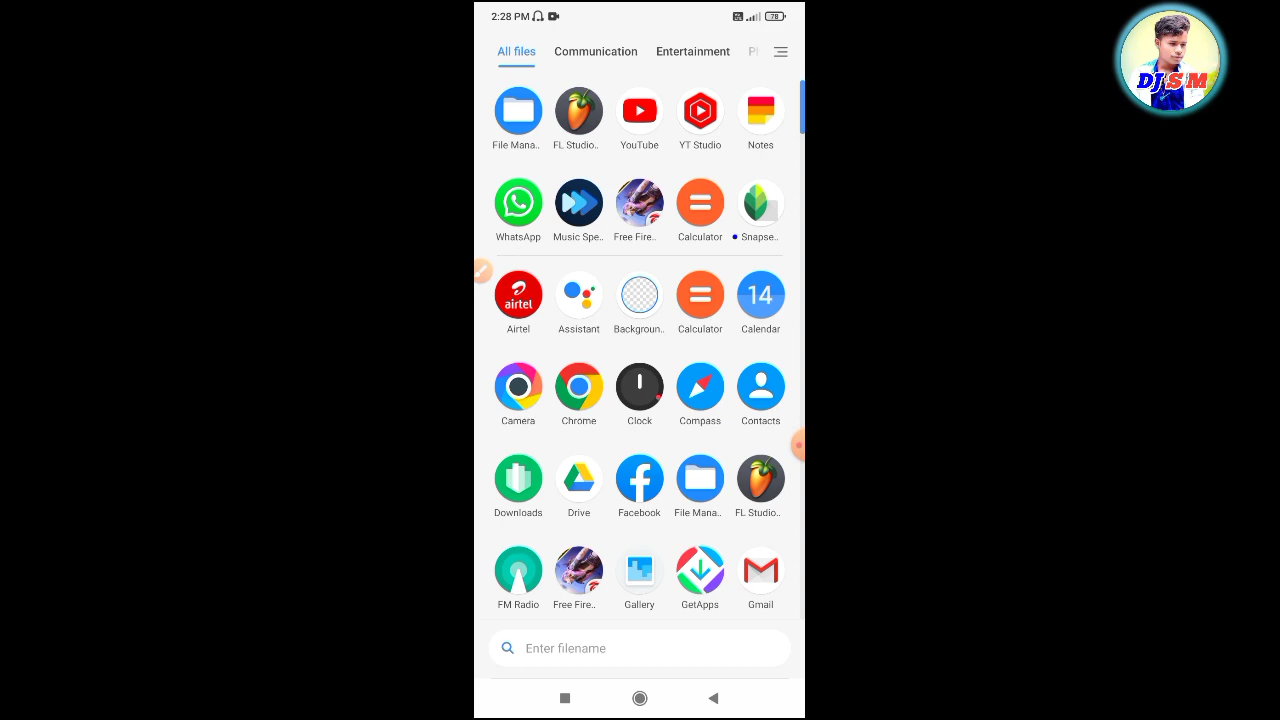 2:28 PM
78
All files Communication Entertainment
File Mana.. FL Studio.. YouTube YT Studio Notes
WhatsApp Music Spe.. Free Fire.. Calculator Snapse..
airtel
14
Airtel Assistant Backgroun.. Calculator Calendar
Camera Chrome Clock Compass Contacts
Downloads Drive Facebook File Mana.. FL Studio..
FM Radio Free Fire.. Gallery GetApps Gmail
Enter filename
DJ S M